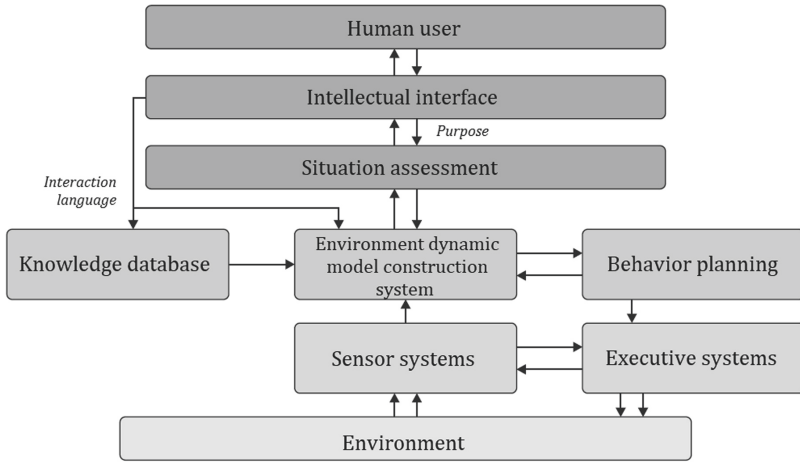 Human user
Intellectual interface
Purpose
Situation assessment
Interaction
language
Knowledge database
Environment dynamic
model construction
system
Behavior planning
Sensor systems
Executive systems
Environment